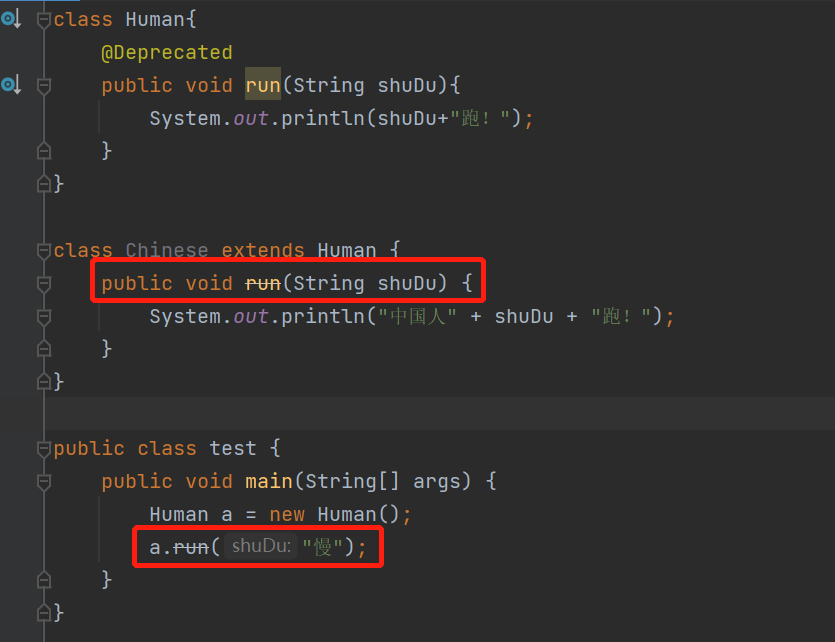 class Human{
@Deprecated
public void run(String shuDu){
System.out.println(shuDu+"跑！");
}
}
class Chinese extends Human {
public void run(String shuDu) {
System.out.println("中国人" + shuDu + "跑！");
}
}
public class test {
public void main(String[] args) {
Human a = new Human();
a.run( shuDu: "慢");
}
}